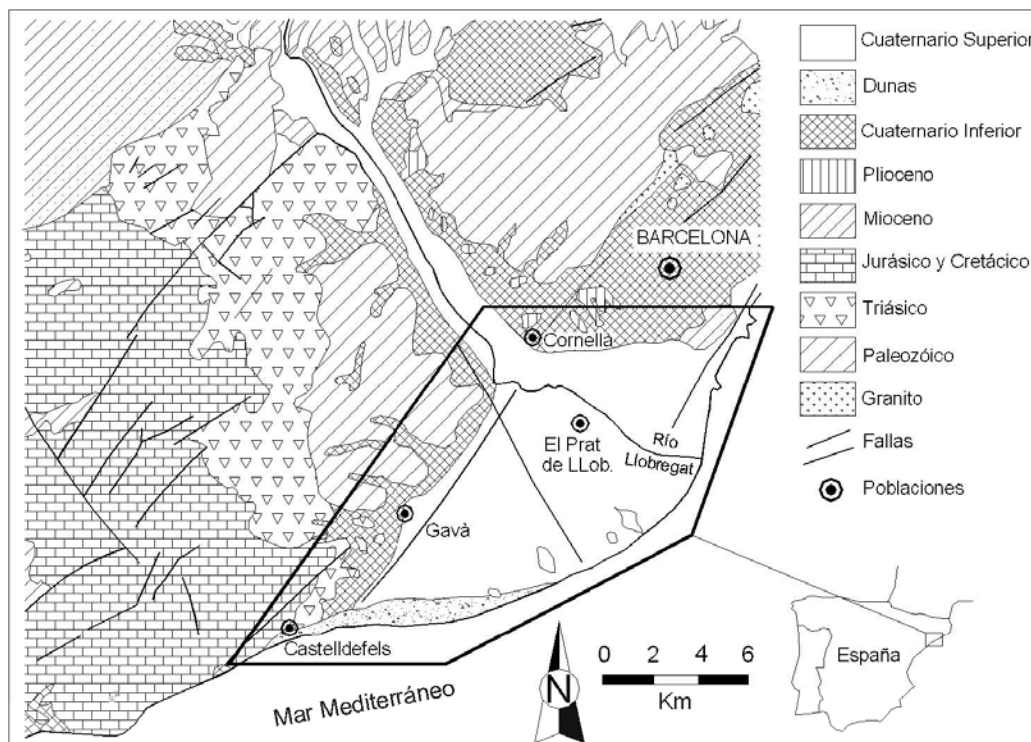 Cuaternario Superior
Dunas
Cuaternario Inferior
Plioceno
Mioceno
Jurásico y Cretácico
Triásico
Paleozóico
Granito
Fallas
Poblaciones
BARCELONA
Cornellà
El Prat
de LLob.
Río
Llobregat
Gavà
Castelldefels
Mar Mediterráneo
N
0 2 4 6
Km
España